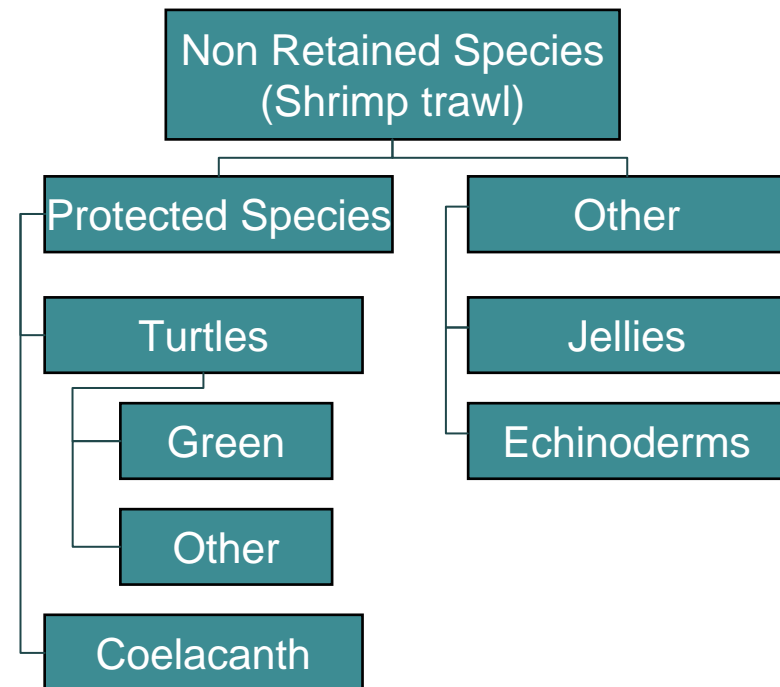 Non Retained Species
(Shrimp trawl)
Protected Species
Other
Turtles
Jellies
Green
Echinoderms
Other
Coelacanth